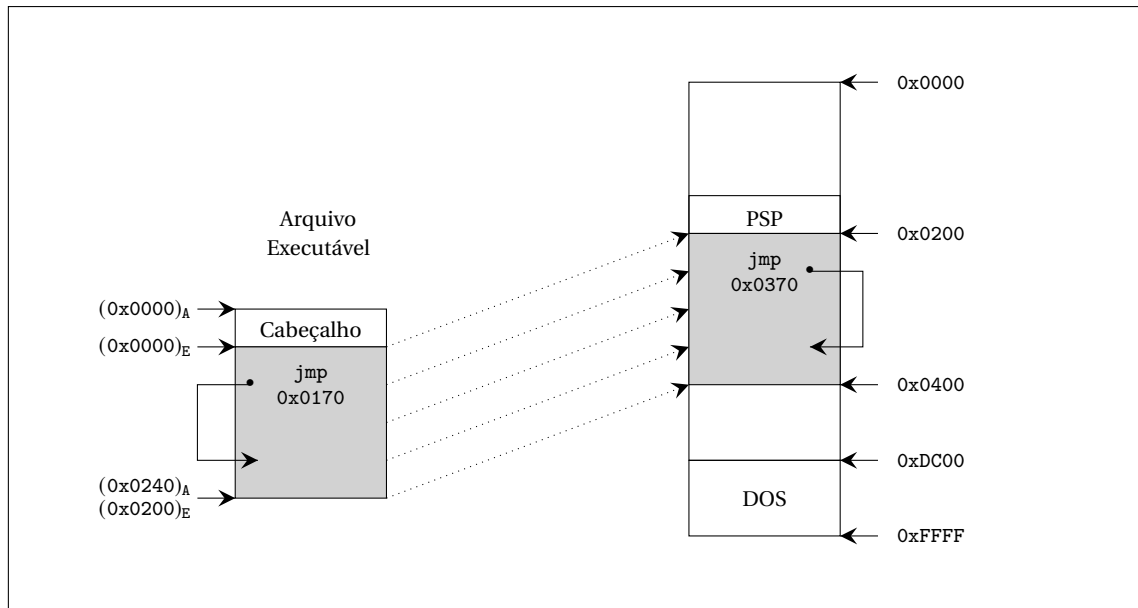 0x0000
PSP
Arquivo
Executável
0x0200
jmp
0x0370
(0x0000)A
Cabeçalho
(0x0000)E
jmp
0x0170
0x0400
0xDC00
(0x0240)A
DOS
(0x0200)E
0xFFFF